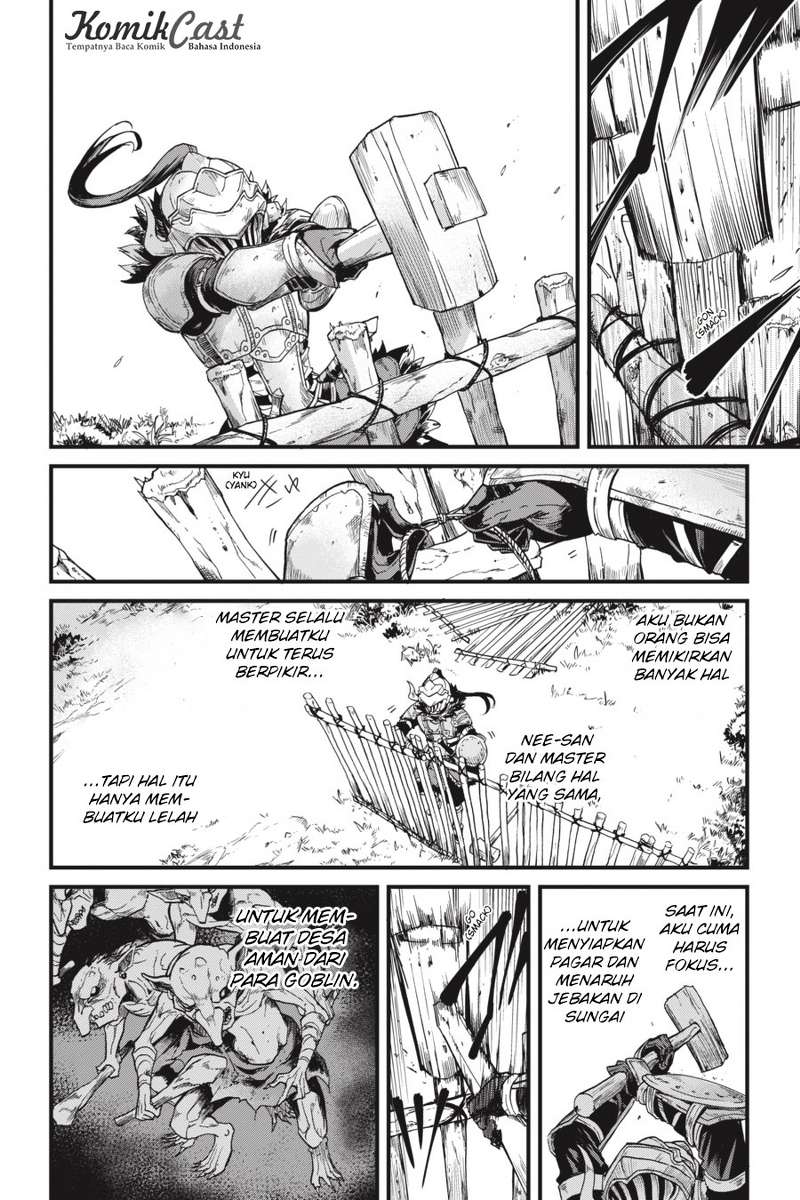 KomikCast
Tempatnya Baca Komik Bahasa Indonesia
GON
(SMACK)
KYU
(YANK)
AKU BUKAN
ORANG BISA
MEMIKIRKAN
BANYAK HAL
NEE-SAN
DAN MASTER
BILANG HAL
YANG SAMA,
MASTER SELALU
MEMBUATKU
UNTUK TERUS
BERPIKIR...
...TAPI HAL ITU
HANYA MEM-
BUATKU LELAH
SAAT INI,
AKU CUMA
HARUS
FOKUS...
...UNTUK
MENYIAPKAN
PAGAR DAN
MENARUH
JEBAKAN DI
SUNGAI
GO
(SMACK)
UNTUK MEM-
BUAT DESA
AMAN DARI
PARA GOBLIN.